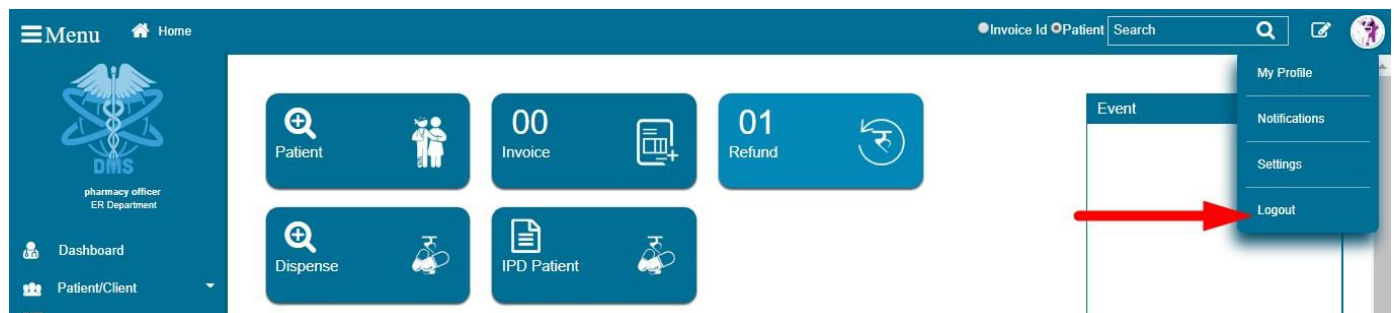 Menu Home Invoice Id Patient Search
My Profile
Notifications
Settings
Logout
DMS
pharmacy officer
ER Department
Dashboard
Patient/Client
Patient
00
Invoice
01
Refund
रु
Dispense
रु
IPD Patient
रु
Event